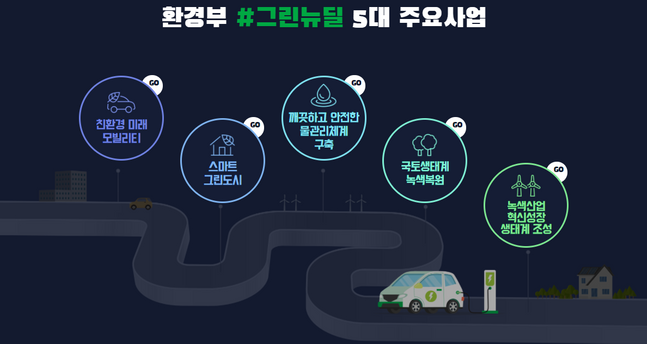 환경부 #그린뉴딜 5대 주요사업
GO
친환경 미래
모빌리티
GO
스마트
그린도시
GO
깨끗하고 안전한
물관리체계
구축
GO
국토생태계
녹색복원
GO
녹색산업
혁신성장
생태계 조성